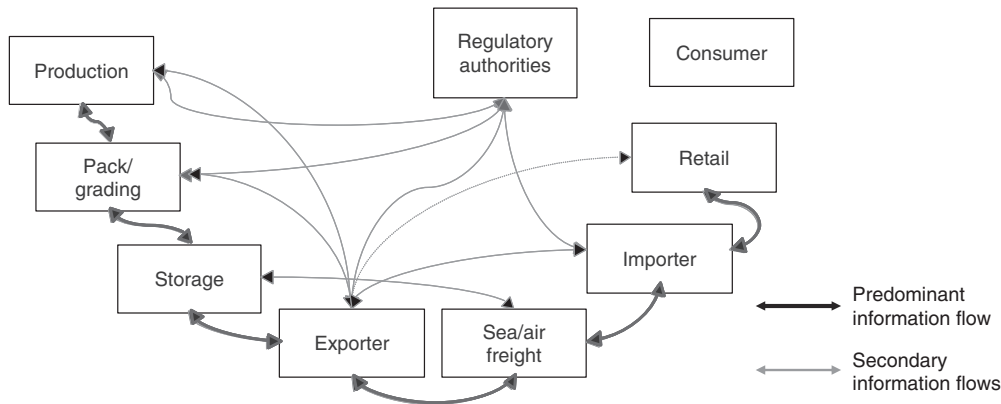 Production
Regulatory
authorities
Consumer
Pack/
grading
Retail
Storage
Importer
Exporter
Sea/air
freight
Predominant
information flow
Secondary
information flows